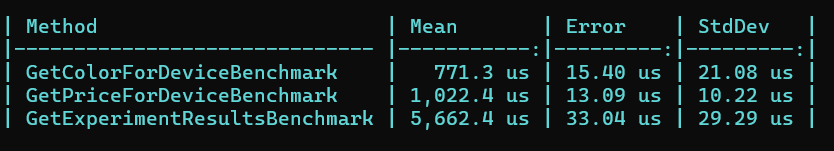 | Method                        | Mean       | Error    | StdDev   |
|------------------------------ |-----------:|---------:|---------:|
| GetColorForDeviceBenchmark    |   771.3 us | 15.40 us | 21.08 us |
| GetPriceForDeviceBenchmark    | 1,022.4 us | 13.09 us | 10.22 us |
| GetExperimentResultsBenchmark | 5,662.4 us | 33.04 us | 29.29 us |